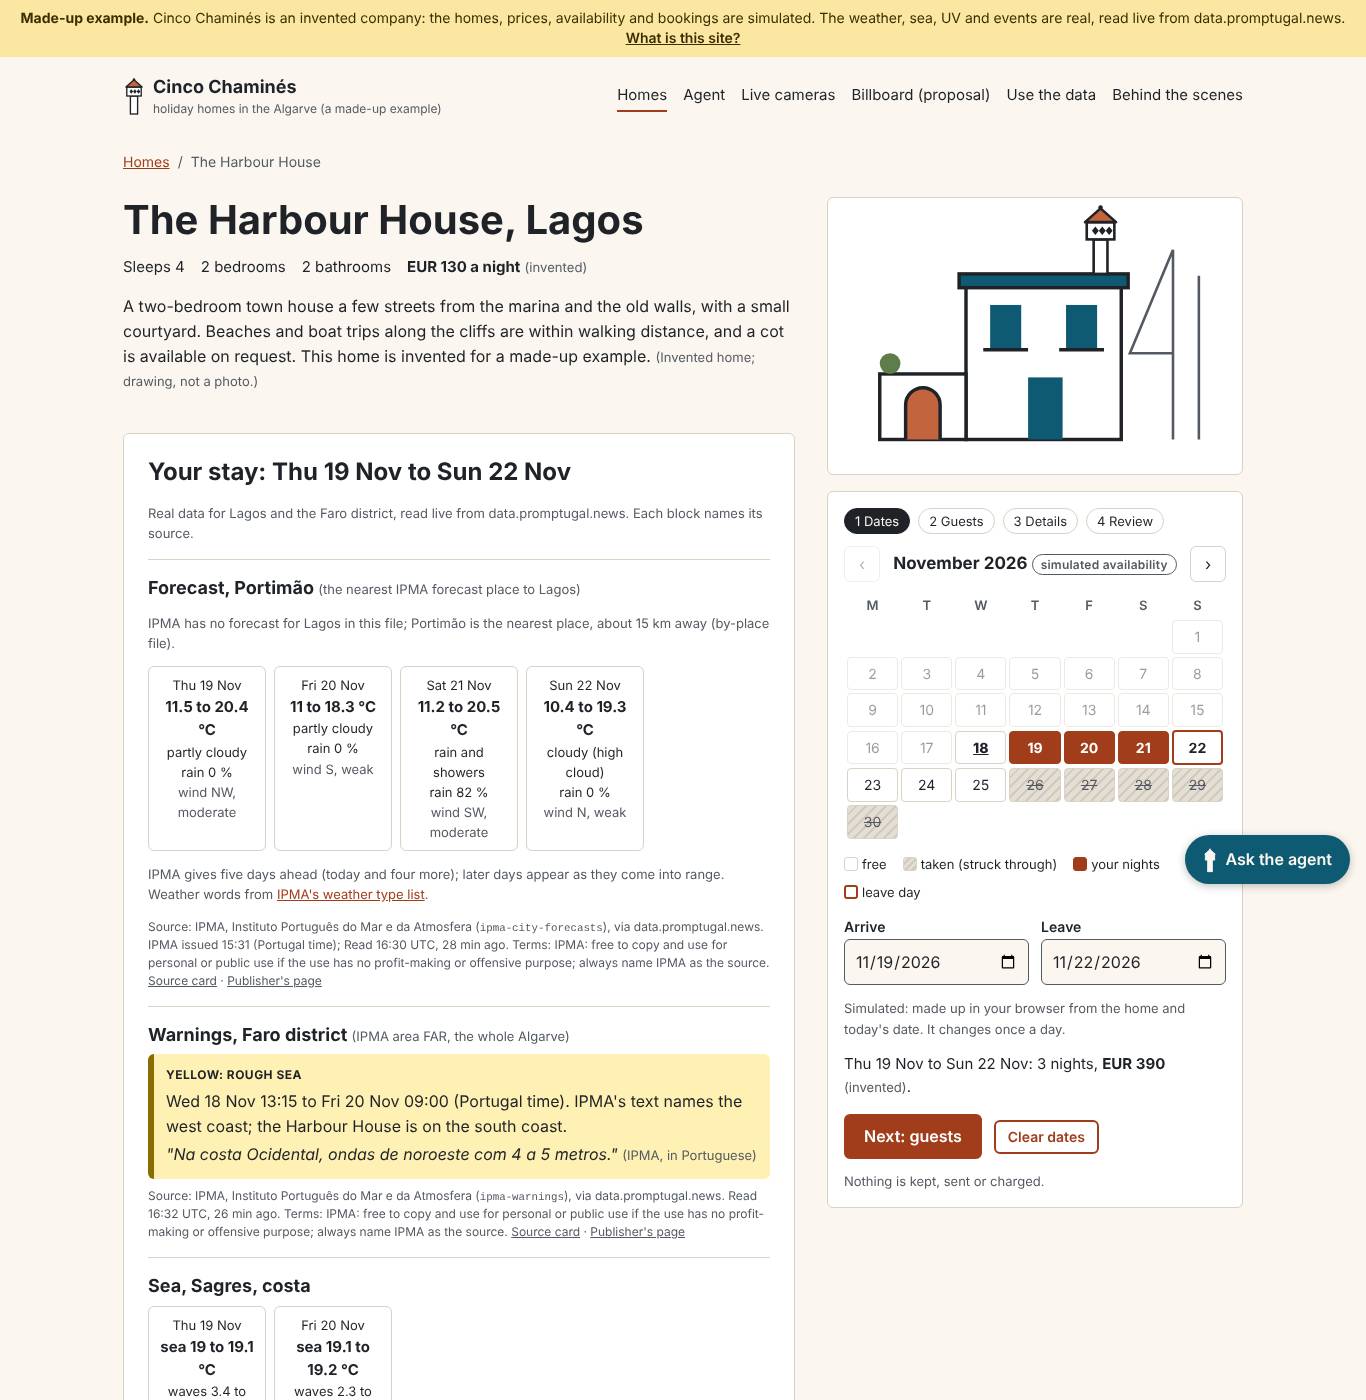 Made-up example. Cinco Chaminés is an invented company: the homes, prices, availability and bookings are simulated. The weather, sea, UV and events are real, read live from data.promptugal.news.
What is this site?
Cinco Chaminés
holiday homes in the Algarve (a made-up example)
Homes Agent Live cameras Billboard (proposal) Use the data Behind the scenes
Homes / The Harbour House
The Harbour House, Lagos
Sleeps 4 2 bedrooms 2 bathrooms EUR 130 a night (invented)
A two-bedroom town house a few streets from the marina and the old walls, with a small
courtyard. Beaches and boat trips along the cliffs are within walking distance, and a cot
is available on request. This home is invented for a made-up example. (Invented home;
drawing, not a photo.)
Your stay: Thu 19 Nov to Sun 22 Nov
Real data for Lagos and the Faro district, read live from data.promptugal.news. Each block names its
source.
Forecast, Portimão (the nearest IPMA forecast place to Lagos)
IPMA has no forecast for Lagos in this file; Portimão is the nearest place, about 15 km away (by-place
file).
Thu 19 Nov
11.5 to 20.4
°C
partly cloudy
rain 0 %
wind NW,
moderate
Fri 20 Nov
11 to 18.3 °C
partly cloudy
rain 0 %
wind S, weak
Sat 21 Nov
11.2 to 20.5
°C
rain and
showers
rain 82 %
wind SW,
moderate
Sun 22 Nov
10.4 to 19.3
°C
cloudy (high
cloud)
rain 0 %
wind N, weak
IPMA gives five days ahead (today and four more); later days appear as they come into range.
Weather words from IPMA's weather type list.
Source: IPMA, Instituto Português do Mar e da Atmosfera (ipma-city-forecasts), via data.promptugal.news.
IPMA issued 15:31 (Portugal time); Read 16:30 UTC, 28 min ago. Terms: IPMA: free to copy and use for
personal or public use if the use has no profit-making or offensive purpose; always name IPMA as the source.
Source card · Publisher's page
Warnings, Faro district (IPMA area FAR, the whole Algarve)
YELLOW: ROUGH SEA
Wed 18 Nov 13:15 to Fri 20 Nov 09:00 (Portugal time). IPMA's text names the
west coast; the Harbour House is on the south coast.
"Na costa Ocidental, ondas de noroeste com 4 a 5 metros." (IPMA, in Portuguese)
Source: IPMA, Instituto Português do Mar e da Atmosfera (ipma-warnings), via data.promptugal.news. Read
16:32 UTC, 26 min ago. Terms: IPMA: free to copy and use for personal or public use if the use has no profit-
making or offensive purpose; always name IPMA as the source. Source card · Publisher's page
Sea, Sagres, costa
Thu 19 Nov
sea 19 to 19.1
°C
waves 3.4 to
Fri 20 Nov
sea 19.1 to
19.2 °C
waves 2.3 to
1 Dates 2 Guests 3 Details 4 Review
‹ November 2026 simulated availability ›
M T W T F S S
1
2 3 4 5 6 7 8
9 10 11 12 13 14 15
16 17 18 19 20 21 22
23 24 25 26 27 28 29
30
free taken (struck through) your nights
leave day
Ask the agent
Arrive Leave
11/19/2026 11/22/2026
Simulated: made up in your browser from the home and
today's date. It changes once a day.
Thu 19 Nov to Sun 22 Nov: 3 nights, EUR 390
(invented).
Next: guests Clear dates
Nothing is kept, sent or charged.